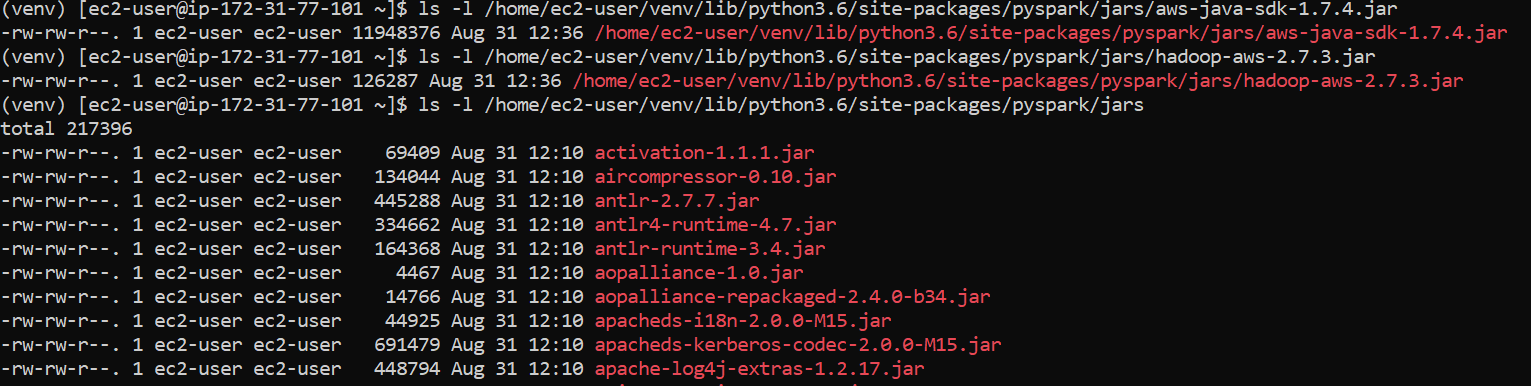 (venv) [ec2-user@ip-172-31-77-101 ~]$ ls -l /home/ec2-user/venv/lib/python3.6/site-packages/pyspark/jars/aws-java-sdk-1.7.4.jar
-rw-rw-r--. 1 ec2-user ec2-user 11948376 Aug 31 12:36 /home/ec2-user/venv/lib/python3.6/site-packages/pyspark/jars/aws-java-sdk-1.7.4.jar
(venv) [ec2-user@ip-172-31-77-101 ~]$ ls -l /home/ec2-user/venv/lib/python3.6/site-packages/pyspark/jars/hadoop-aws-2.7.3.jar
-rw-rw-r--. 1 ec2-user ec2-user 126287 Aug 31 12:36 /home/ec2-user/venv/lib/python3.6/site-packages/pyspark/jars/hadoop-aws-2.7.3.jar
(venv) [ec2-user@ip-172-31-77-101 ~]$ ls -l /home/ec2-user/venv/lib/python3.6/site-packages/pyspark/jars
total 217396
-rw-rw-r--. 1 ec2-user ec2-user    69409 Aug 31 12:10 activation-1.1.1.jar
-rw-rw-r--. 1 ec2-user ec2-user   134044 Aug 31 12:10 aircompressor-0.10.jar
-rw-rw-r--. 1 ec2-user ec2-user   445288 Aug 31 12:10 antlr-2.7.7.jar
-rw-rw-r--. 1 ec2-user ec2-user   334662 Aug 31 12:10 antlr4-runtime-4.7.jar
-rw-rw-r--. 1 ec2-user ec2-user   164368 Aug 31 12:10 antlr-runtime-3.4.jar
-rw-rw-r--. 1 ec2-user ec2-user     4467 Aug 31 12:10 aopalliance-1.0.jar
-rw-rw-r--. 1 ec2-user ec2-user    14766 Aug 31 12:10 aopalliance-repackaged-2.4.0-b34.jar
-rw-rw-r--. 1 ec2-user ec2-user    44925 Aug 31 12:10 apacheds-i18n-2.0.0-M15.jar
-rw-rw-r--. 1 ec2-user ec2-user   691479 Aug 31 12:10 apacheds-kerberos-codec-2.0.0-M15.jar
-rw-rw-r--. 1 ec2-user ec2-user   448794 Aug 31 12:10 apache-log4j-extras-1.2.17.jar